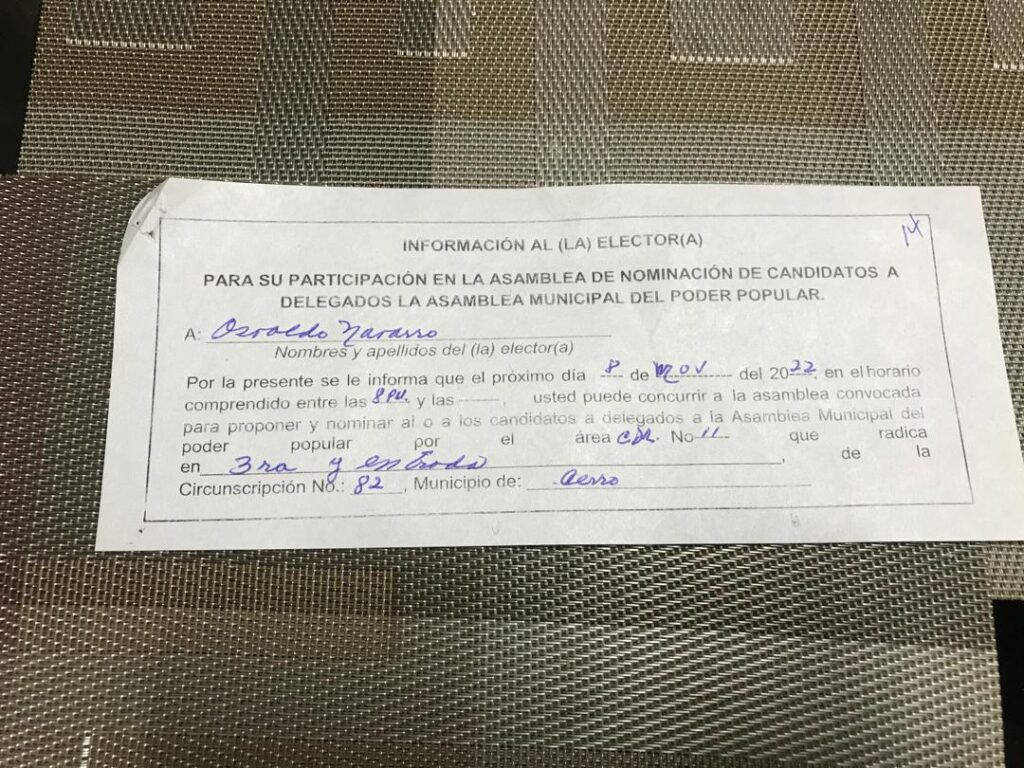 INFORMACIÓN AL (LA) ELECTOR(A)
14
PARA SU PARTICIPACIÓN EN LA ASAMBLEA DE NOMINACIÓN DE CANDIDATOS A
DELEGADOS LA ASAMBLEA MUNICIPAL DEL PODER POPULAR.
A: Osvaldo Navarro
Nombres y apellidos del (la) elector(a)
Por la presente se le informa que el próximo día 8 de nov del 2022, en el horario
comprendido entre las 8 PM. y las ------, usted puede concurrir a la asamblea convocada
para proponer y nominar al o a los candidatos a delegados a la Asamblea Municipal del
poder popular por el área CDR. No 11 que radica
en 3ra y entrada, de la
Circunscripción No.: 82, Municipio de: Cerro